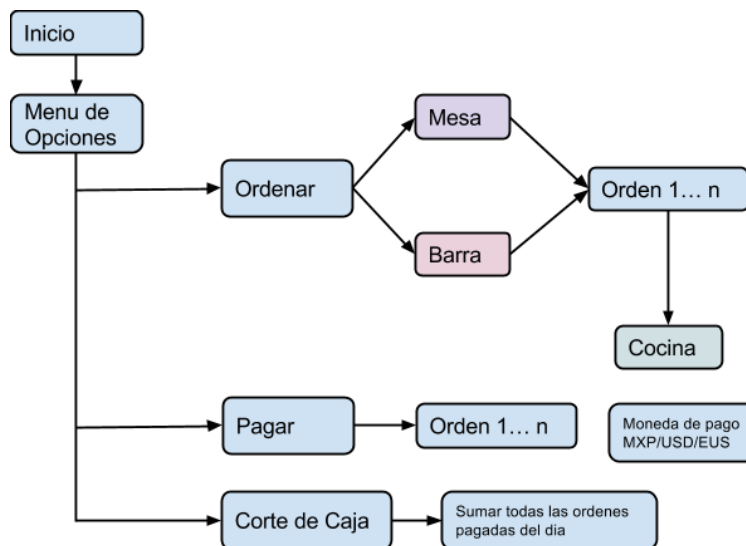 Inicio
Menu de
Opciones
Mesa
Ordenar
Orden 1... n
Barra
Cocina
Pagar
Orden 1... n
Moneda de pago
MXP/USD/EUS
Corte de Caja
Sumar todas las ordenes
pagadas del dia